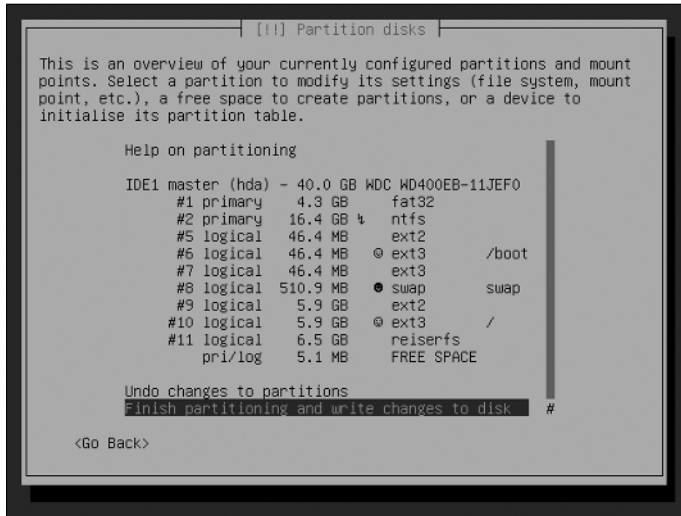 [!!] Partition disks
This is an overview of your currently configured partitions and mount
points. Select a partition to modify its settings (file system, mount
point, etc.), a free space to create partitions, or a device to
initialise its partition table.
Help on partitioning
IDE1 master (hda) - 40.0 GB WDC WD400EB-11JEF0
#1 primary 4.3 GB fat32
#2 primary 16.4 GB ↯ ntfs
#5 logical 46.4 MB ext2
#6 logical 46.4 MB ☺ ext3 /boot
#7 logical 46.4 MB ext3
#8 logical 510.9 MB ☻ swap swap
#9 logical 5.9 GB ext2
#10 logical 5.9 GB ☺ ext3 /
#11 logical 6.5 GB reiserfs
pri/log 5.1 MB FREE SPACE
Undo changes to partitions
Finish partitioning and write changes to disk #
<Go Back>